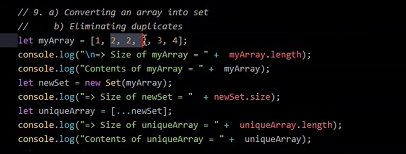 // 9. a) Converting an array into set
//     b) Eliminating duplicates
let myArray = [1, 2, 2, , 3, 4];
console.log("\n=> Size of myArray = " +  myArray.length);
console.log("Contents of myArray = " +  myArray);
let newSet = new Set(myArray);
console.log("=> Size of newSet = "  + newSet.size);
let uniqueArray = [...newSet];
console.log("=> Size of uniqueArray = " +  uniqueArray.length);
console.log("Contents of uniqueArray = " +  uniqueArray);